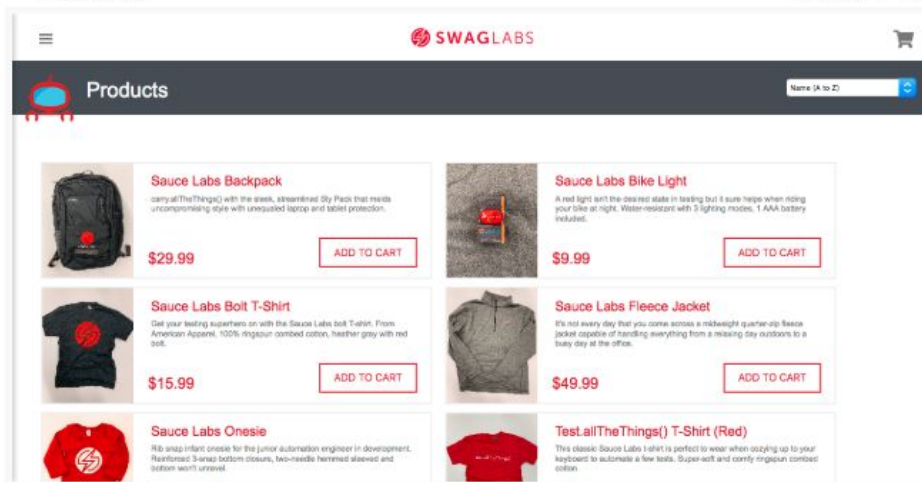 SWAGLABS
Products
Name (A to Z)
Sauce Labs Backpack
carry.allTheThings() with the sleek, streamlined Sly Pack that melds
uncompromising style with unequaled laptop and tablet protection.
$29.99
ADD TO CART
Sauce Labs Bike Light
A red light isn't the desired state in testing but it sure helps when riding
your bike at night. Water-resistant with 3 lighting modes, 1 AAA battery
included.
$9.99
ADD TO CART
Sauce Labs Bolt T-Shirt
Get your testing superhero on with the Sauce Labs bolt T-shirt. From
American Apparel, 100% ringspun combed cotton, heather gray with red
bolt.
$15.99
ADD TO CART
Sauce Labs Fleece Jacket
It's not every day that you come across a midweight quarter-zip fleece
jacket capable of handling everything from a relaxing day outdoors to a
busy day at the office.
$49.99
ADD TO CART
Sauce Labs Onesie
Rib snap infant onesie for the junior automation engineer in development.
Reinforced 3-snap bottom closure, two-needle hemmed sleeved and
bottom won't unravel.
Test.allTheThings() T-Shirt (Red)
This classic Sauce Labs t-shirt is perfect to wear when cozying up to your
keyboard to automate a few tests. Super-soft and comfy ringspun combed
cotton.